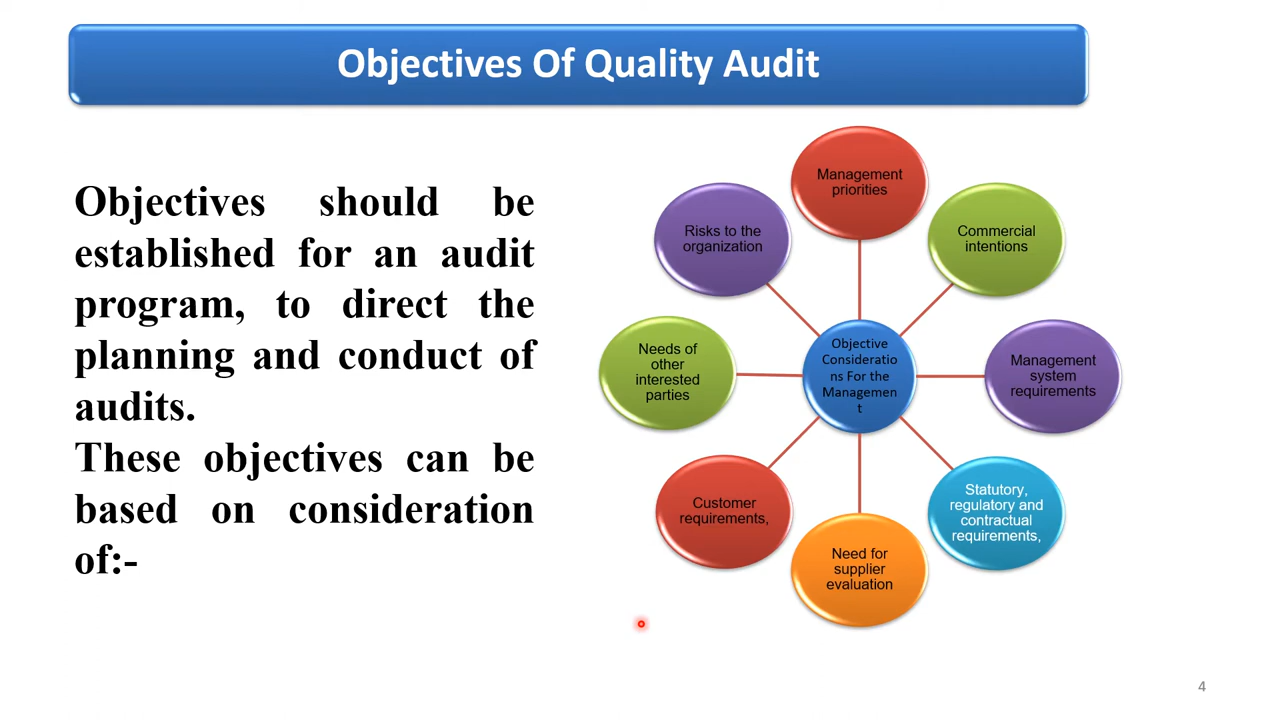 Objectives Of Quality Audit
Objectives should be
established for an audit
program, to direct the
planning and conduct of
audits.
These objectives can be
based on consideration
of:-
Management
priorities
Commercial
intentions
Management
system
requirements
Statutory,
regulatory and
contractual
requirements,
Need for
supplier
evaluation
Customer
requirements,
Needs of
other
interested
parties
Risks to the
organization
Objective
Consideratio
ns For the
Managemen
t
4